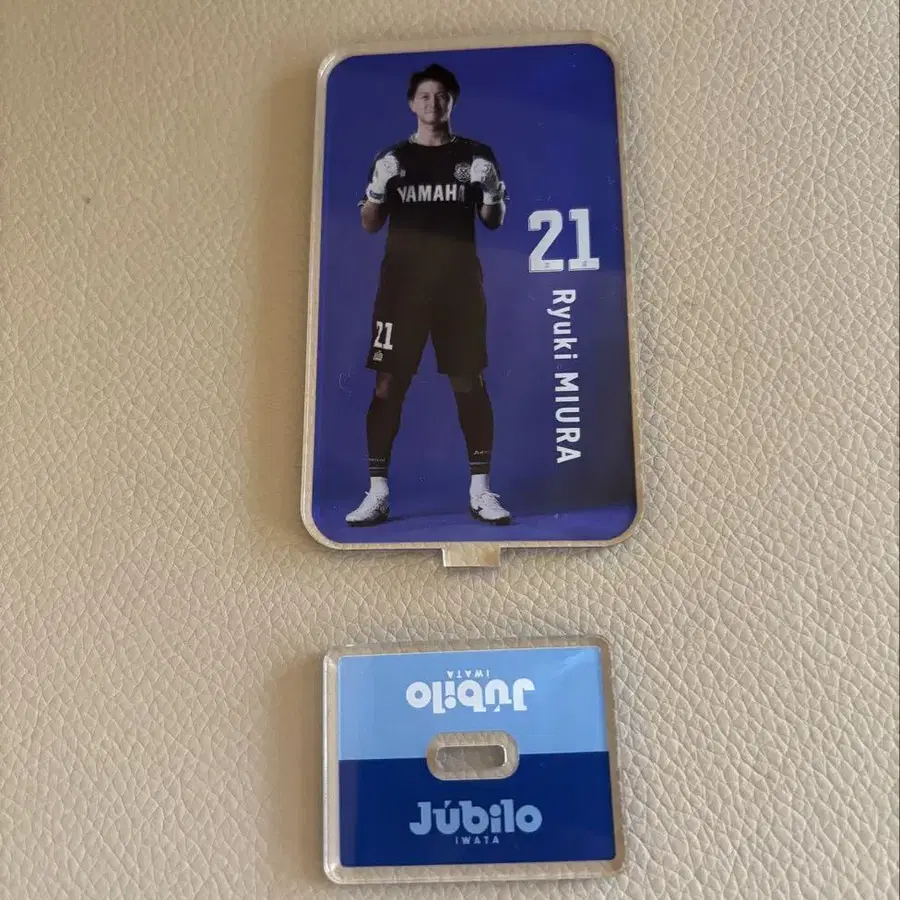 YAMAHA
21
Ryuki MIURA
21
Júbilo
IWATA
Júbilo
IWATA